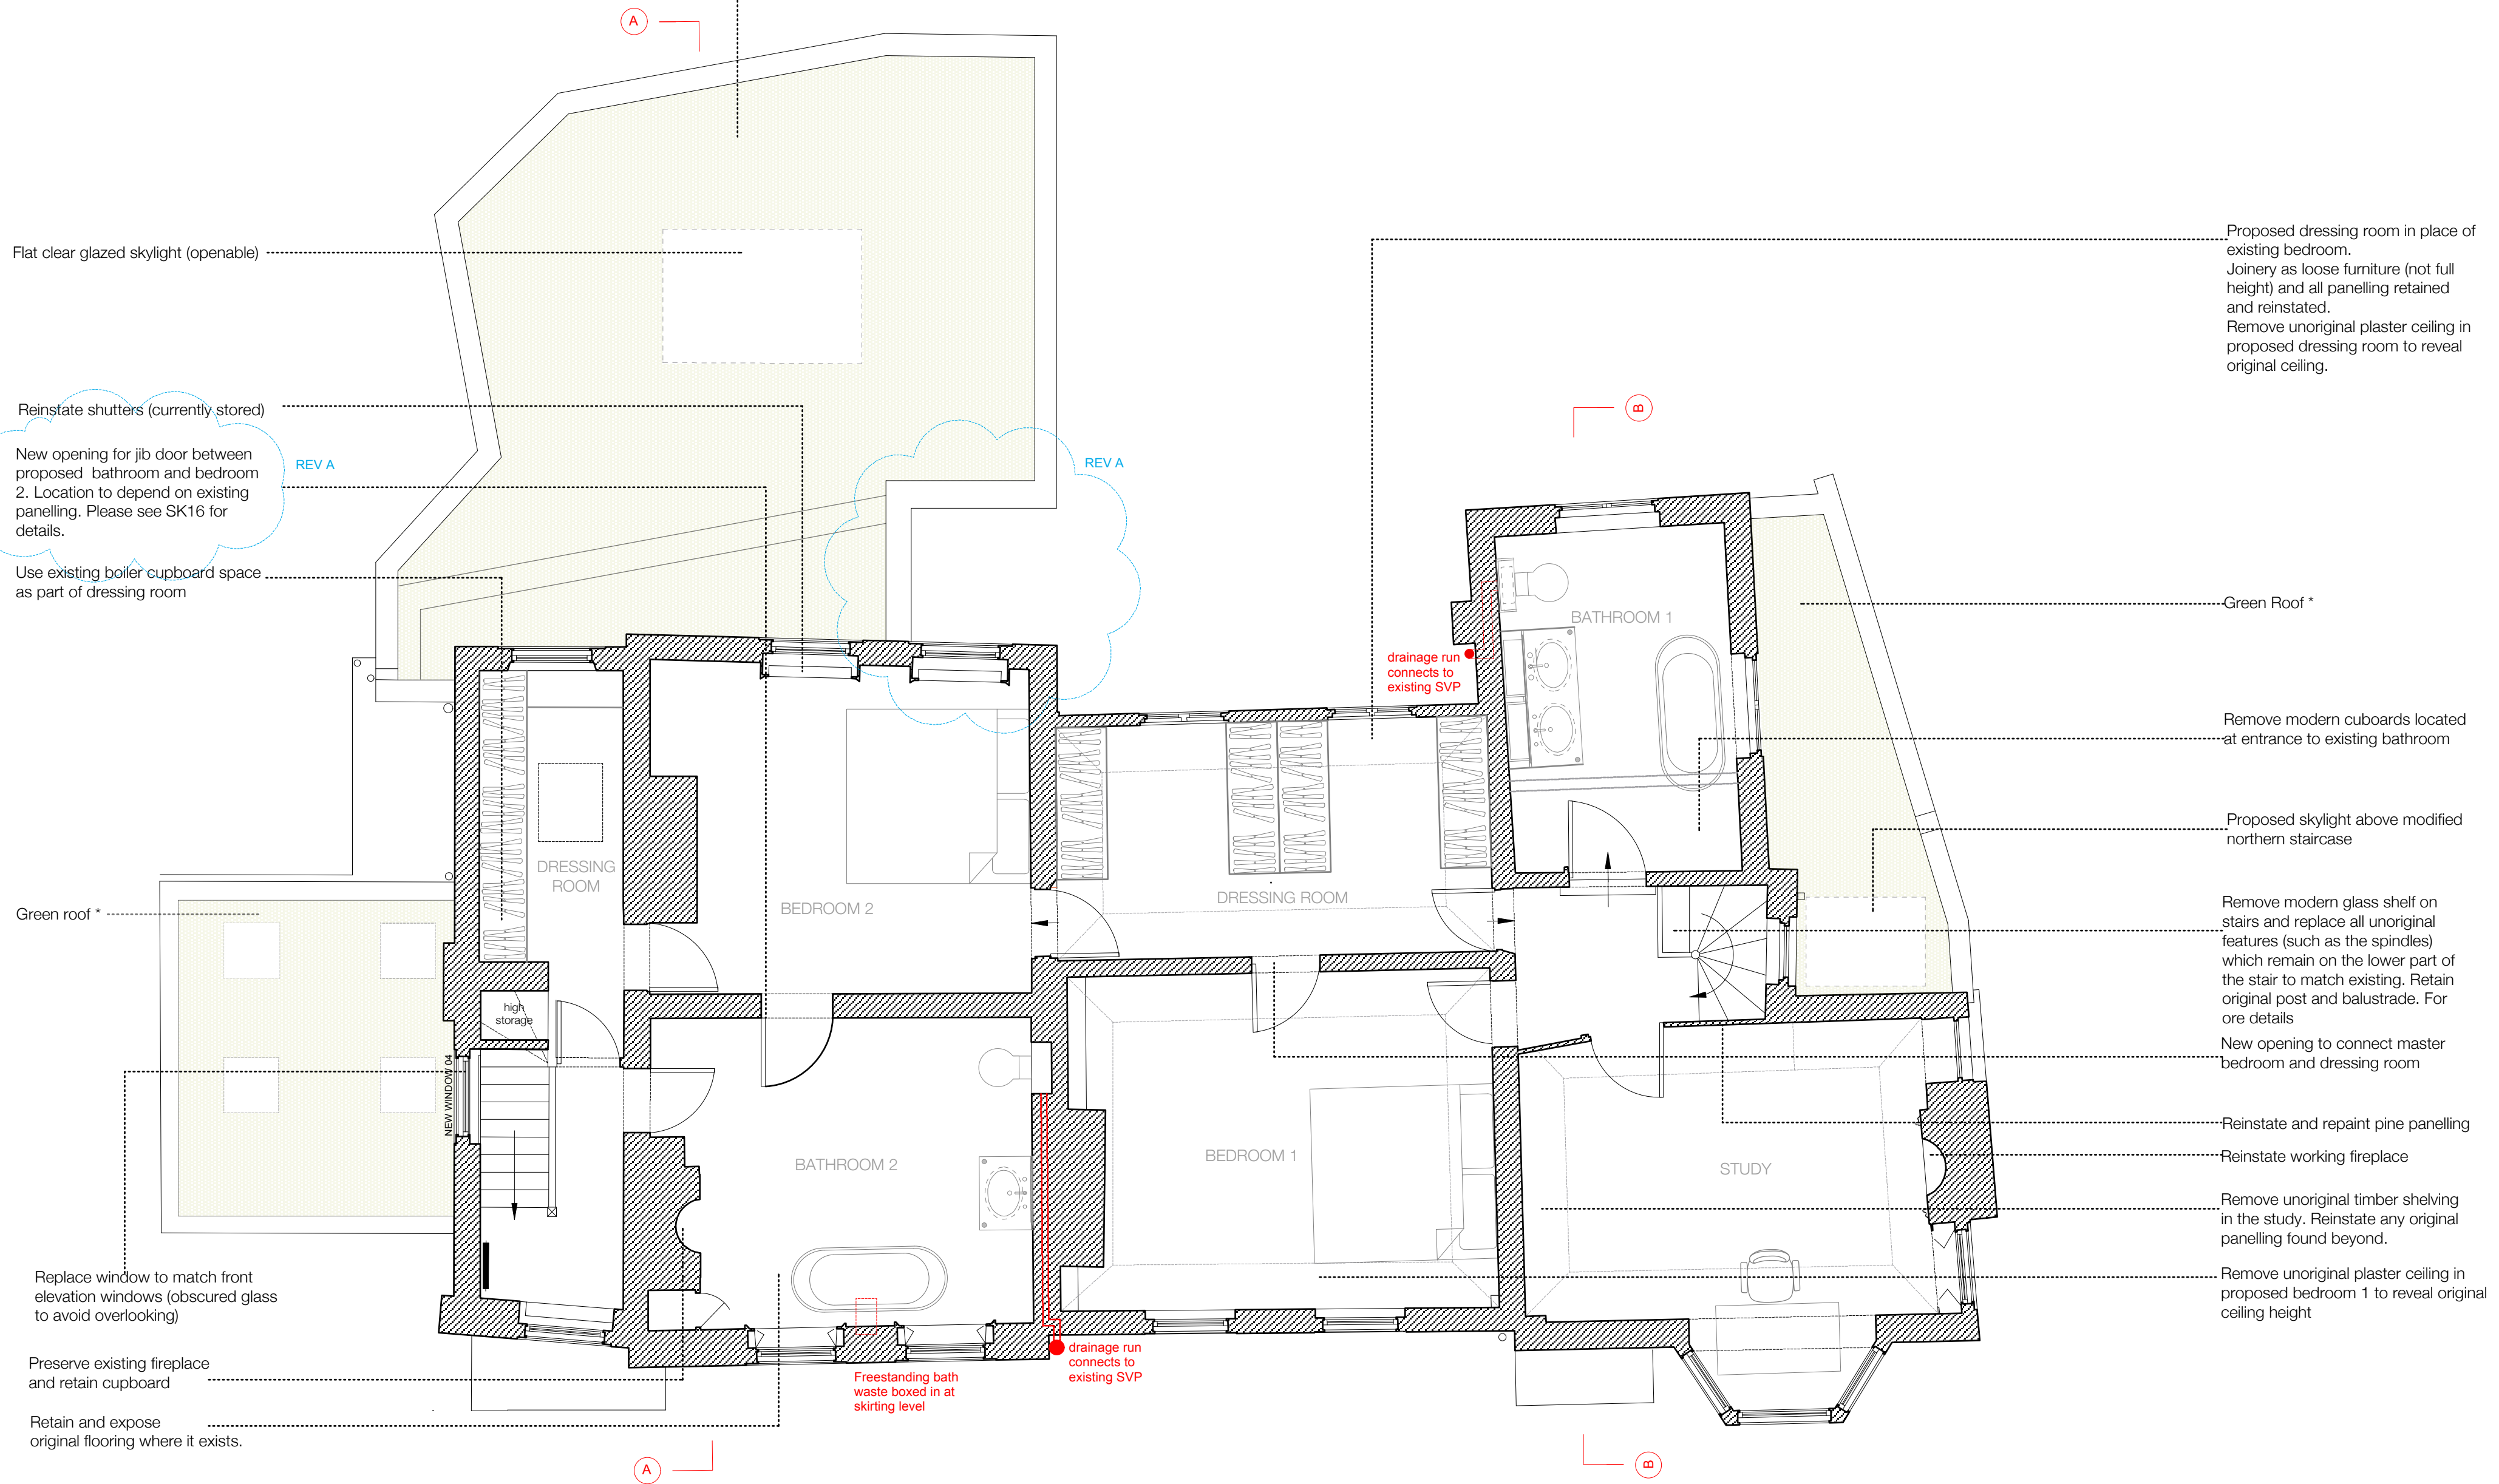 A
Flat clear glazed skylight (openable)
Reinstate shutters (currently stored)
New opening for jib door between
proposed bathroom and bedroom
2. Location to depend on existing
panelling. Please see SK16 for
details.
REV A
Use existing boiler cupboard space
as part of dressing room
Green roof *
Replace window to match front
elevation windows (obscured glass
to avoid overlooking)
Preserve existing fireplace
and retain cupboard
Retain and expose
original flooring where it exists.
REV A
B
DRESSING
ROOM
high
storage
NEW WINDOW 04
BEDROOM 2
BATHROOM 2
DRESSING ROOM
BEDROOM 1
BATHROOM 1
STUDY
drainage run
connects to
existing SVP
drainage run
connects to
existing SVP
Freestanding bath
waste boxed in at
skirting level
A
B
Proposed dressing room in place of
existing bedroom.
Joinery as loose furniture (not full
height) and all panelling retained
and reinstated.
Remove unoriginal plaster ceiling in
proposed dressing room to reveal
original ceiling.
Green Roof *
Remove modern cuboards located
at entrance to existing bathroom
Proposed skylight above modified
northern staircase
Remove modern glass shelf on
stairs and replace all unoriginal
features (such as the spindles)
which remain on the lower part of
the stair to match existing. Retain
original post and balustrade. For
ore details
New opening to connect master
bedroom and dressing room
Reinstate and repaint pine panelling
Reinstate working fireplace
Remove unoriginal timber shelving
in the study. Reinstate any original
panelling found beyond.
Remove unoriginal plaster ceiling in
proposed bedroom 1 to reveal original
ceiling height